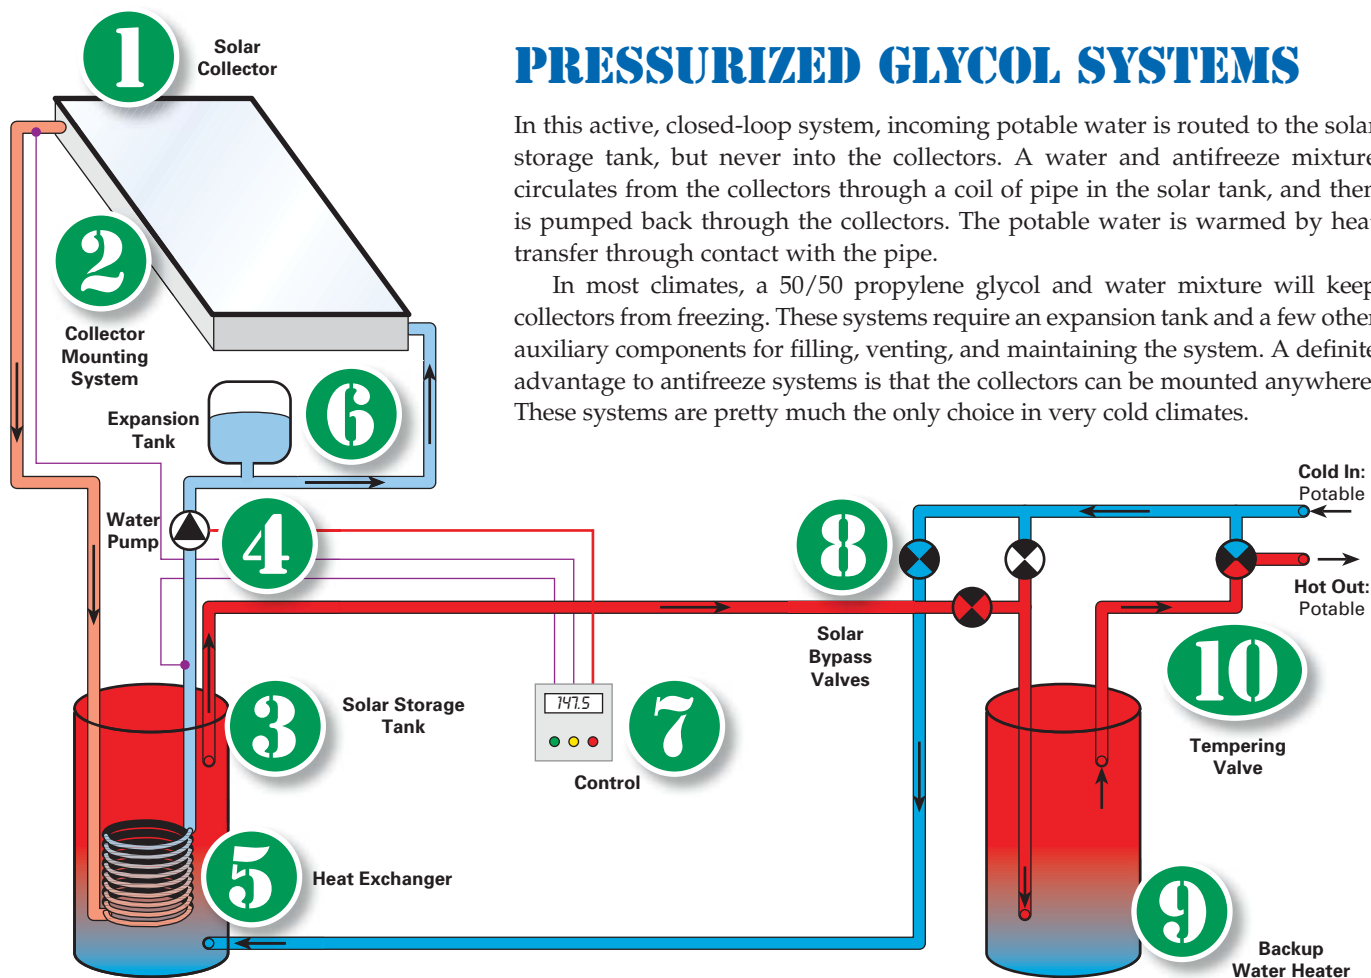 1
Solar
Collector
PRESSURIZED GLYCOL SYSTEMS
In this active, closed-loop system, incoming potable water is routed to the solar
storage tank, but never into the collectors. A water and antifreeze mixture
circulates from the collectors through a coil of pipe in the solar tank, and then
is pumped back through the collectors. The potable water is warmed by heat
transfer through contact with the pipe.
In most climates, a 50/50 propylene glycol and water mixture will keep
collectors from freezing. These systems require an expansion tank and a few other
auxiliary components for filling, venting, and maintaining the system. A definite
advantage to antifreeze systems is that the collectors can be mounted anywhere
These systems are pretty much the only choice in very cold climates.
2
Collector
Mounting
System
6
Expansion
Tank
Water
Pump
4
8
Solar
Bypass
Valves
Cold In:
Potable
Hot Out:
Potable
10
Tempering
Valve
3
Solar Storage
Tank
147.5
7
Control
5
Heat Exchanger
9
Backup
Water Heater